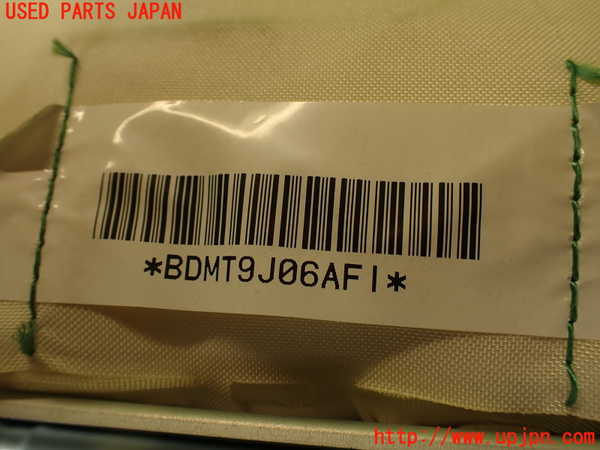 USED PARTS JAPAN
*BDMT9J06AFI*
http://www.upjpn.com